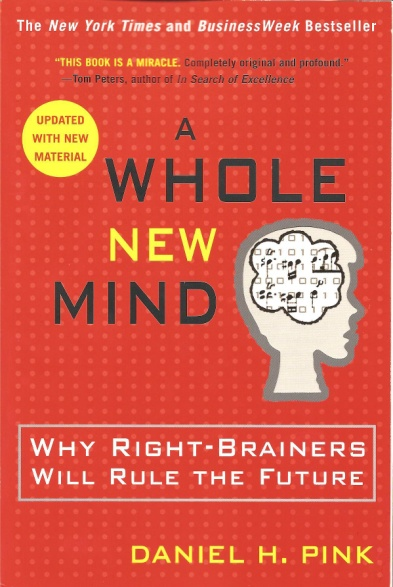 The New York Times and BusinessWeek Bestseller
"THIS BOOK IS A MIRACLE. Completely original and profound."
—Tom Peters, author of In Search of Excellence
UPDATED
WITH NEW
MATERIAL
A
WHOLE
NEW
MIND
WHY RIGHT-BRAINERS
WILL RULE THE FUTURE
DANIEL H. PINK